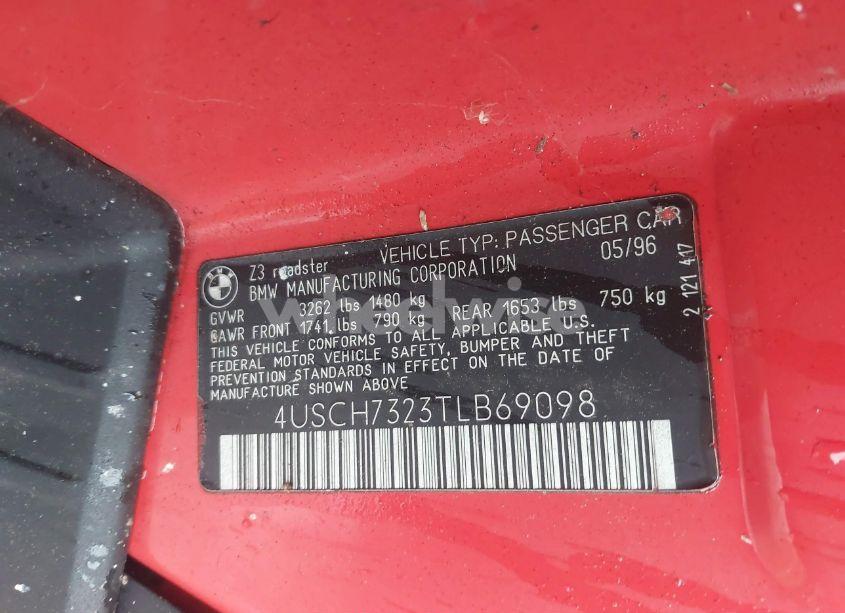 BMW
Z3 roadster VEHICLE TYP: PASSENGER CAR
BMW MANUFACTURING CORPORATION 05/96
GVWR 3262 lbs 1480 kg
GAWR FRONT 1741 lbs 790 kg REAR 1653 lbs 750 kg
THIS VEHICLE CONFORMS TO ALL APPLICABLE U.S.
FEDERAL MOTOR VEHICLE SAFETY, BUMPER AND THEFT
PREVENTION STANDARDS IN EFFECT ON THE DATE OF
MANUFACTURE SHOWN ABOVE
4USCH7323TLB69098
2 121 417
wheelwise